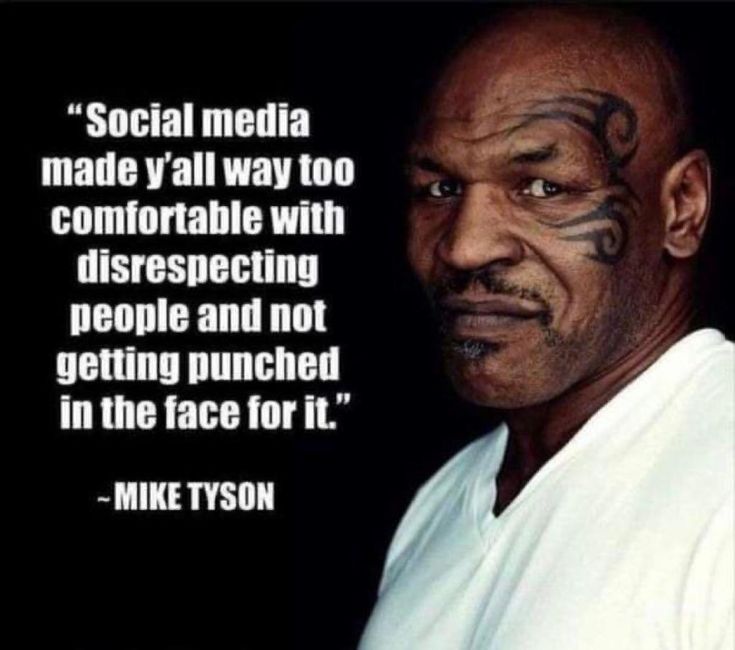 “Social media
made y’all way too
comfortable with
disrespecting
people and not
getting punched
in the face for it.”
~MIKE TYSON